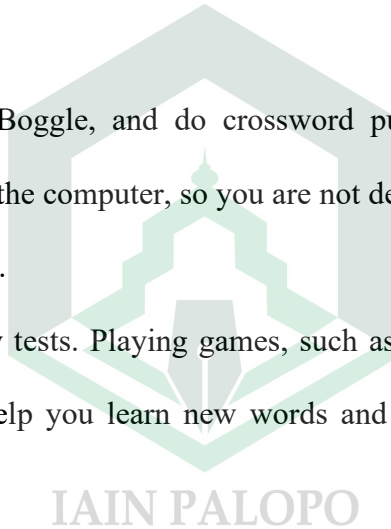 Boggle, and do crossword
the computer, so you are not
.
tests. Playing games, such as
you learn new words and
IAIN PALOPO